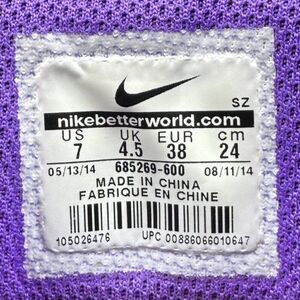 SZ
nikebetterworld.com
US UK EUR cm
7 4.5 38 24
05/13/14 685269-600 08/11/14
MADE IN CHINA
FABRIQUE EN CHINE
105026476 UPC 00886066010647